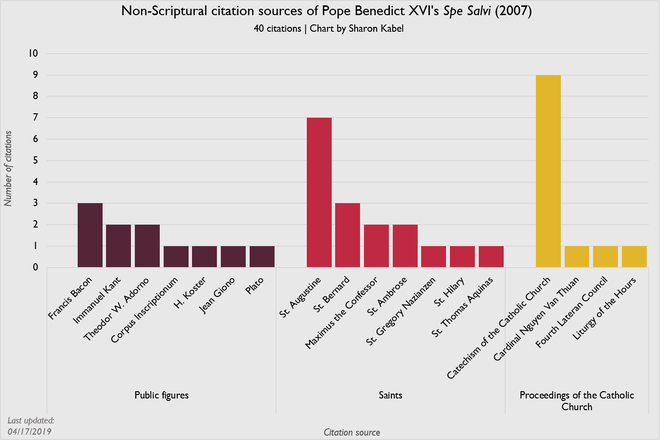 Non-Scriptural citation sources of Pope Benedict XVI's Spe Salvi (2007)
40 citations | Chart by Sharon Kabel
Number of citations
10
9
8
7
6
5
4
3
2
1
0
Francis Bacon
Immanuel Kant
Theodor W. Adorno
Corpus Inscriptionum
H. Koster
Jean Giono
Plato
St. Augustine
St. Bernard
Maximus the Confessor
St. Ambrose
St. Gregory Nazianzen
St. Hilary
St. Thomas Aquinas
Catechism of the Catholic Church
Cardinal Nguyen Van Thuan
Fourth Lateran Council
Liturgy of the Hours
Public figures
Saints
Proceedings of the Catholic
Church
Last updated:
04/17/2019
Citation source